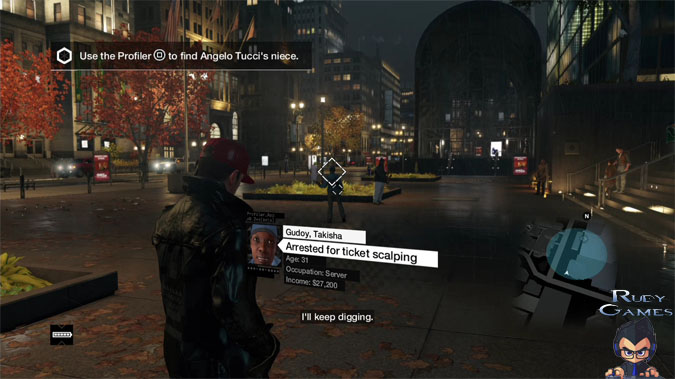 Use the Profiler to find Angelo Tucci's niece.
N
Gudoy, Takisha
Arrested for ticket scalping
Age: 31
Occupation: Server
Income: $27,200
I'll keep digging.
Ruey
Games